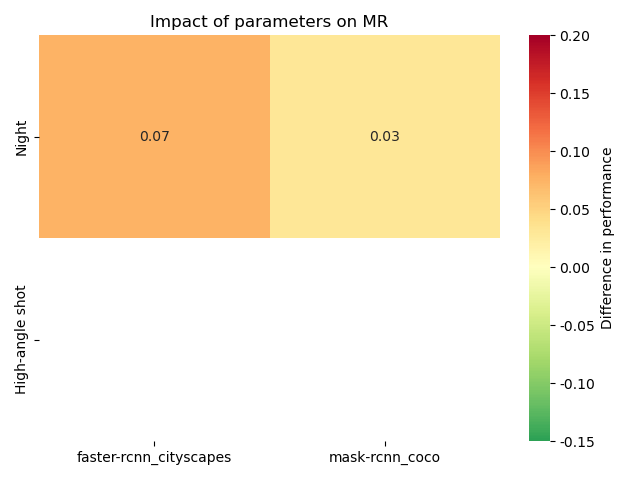 Impact of parameters on MR
Night
0.07
0.03
High-angle shot
faster-rcnn_cityscapes
mask-rcnn_coco
0.20
0.15
0.10
0.05
0.00
-0.05
-0.10
-0.15
Difference in performance